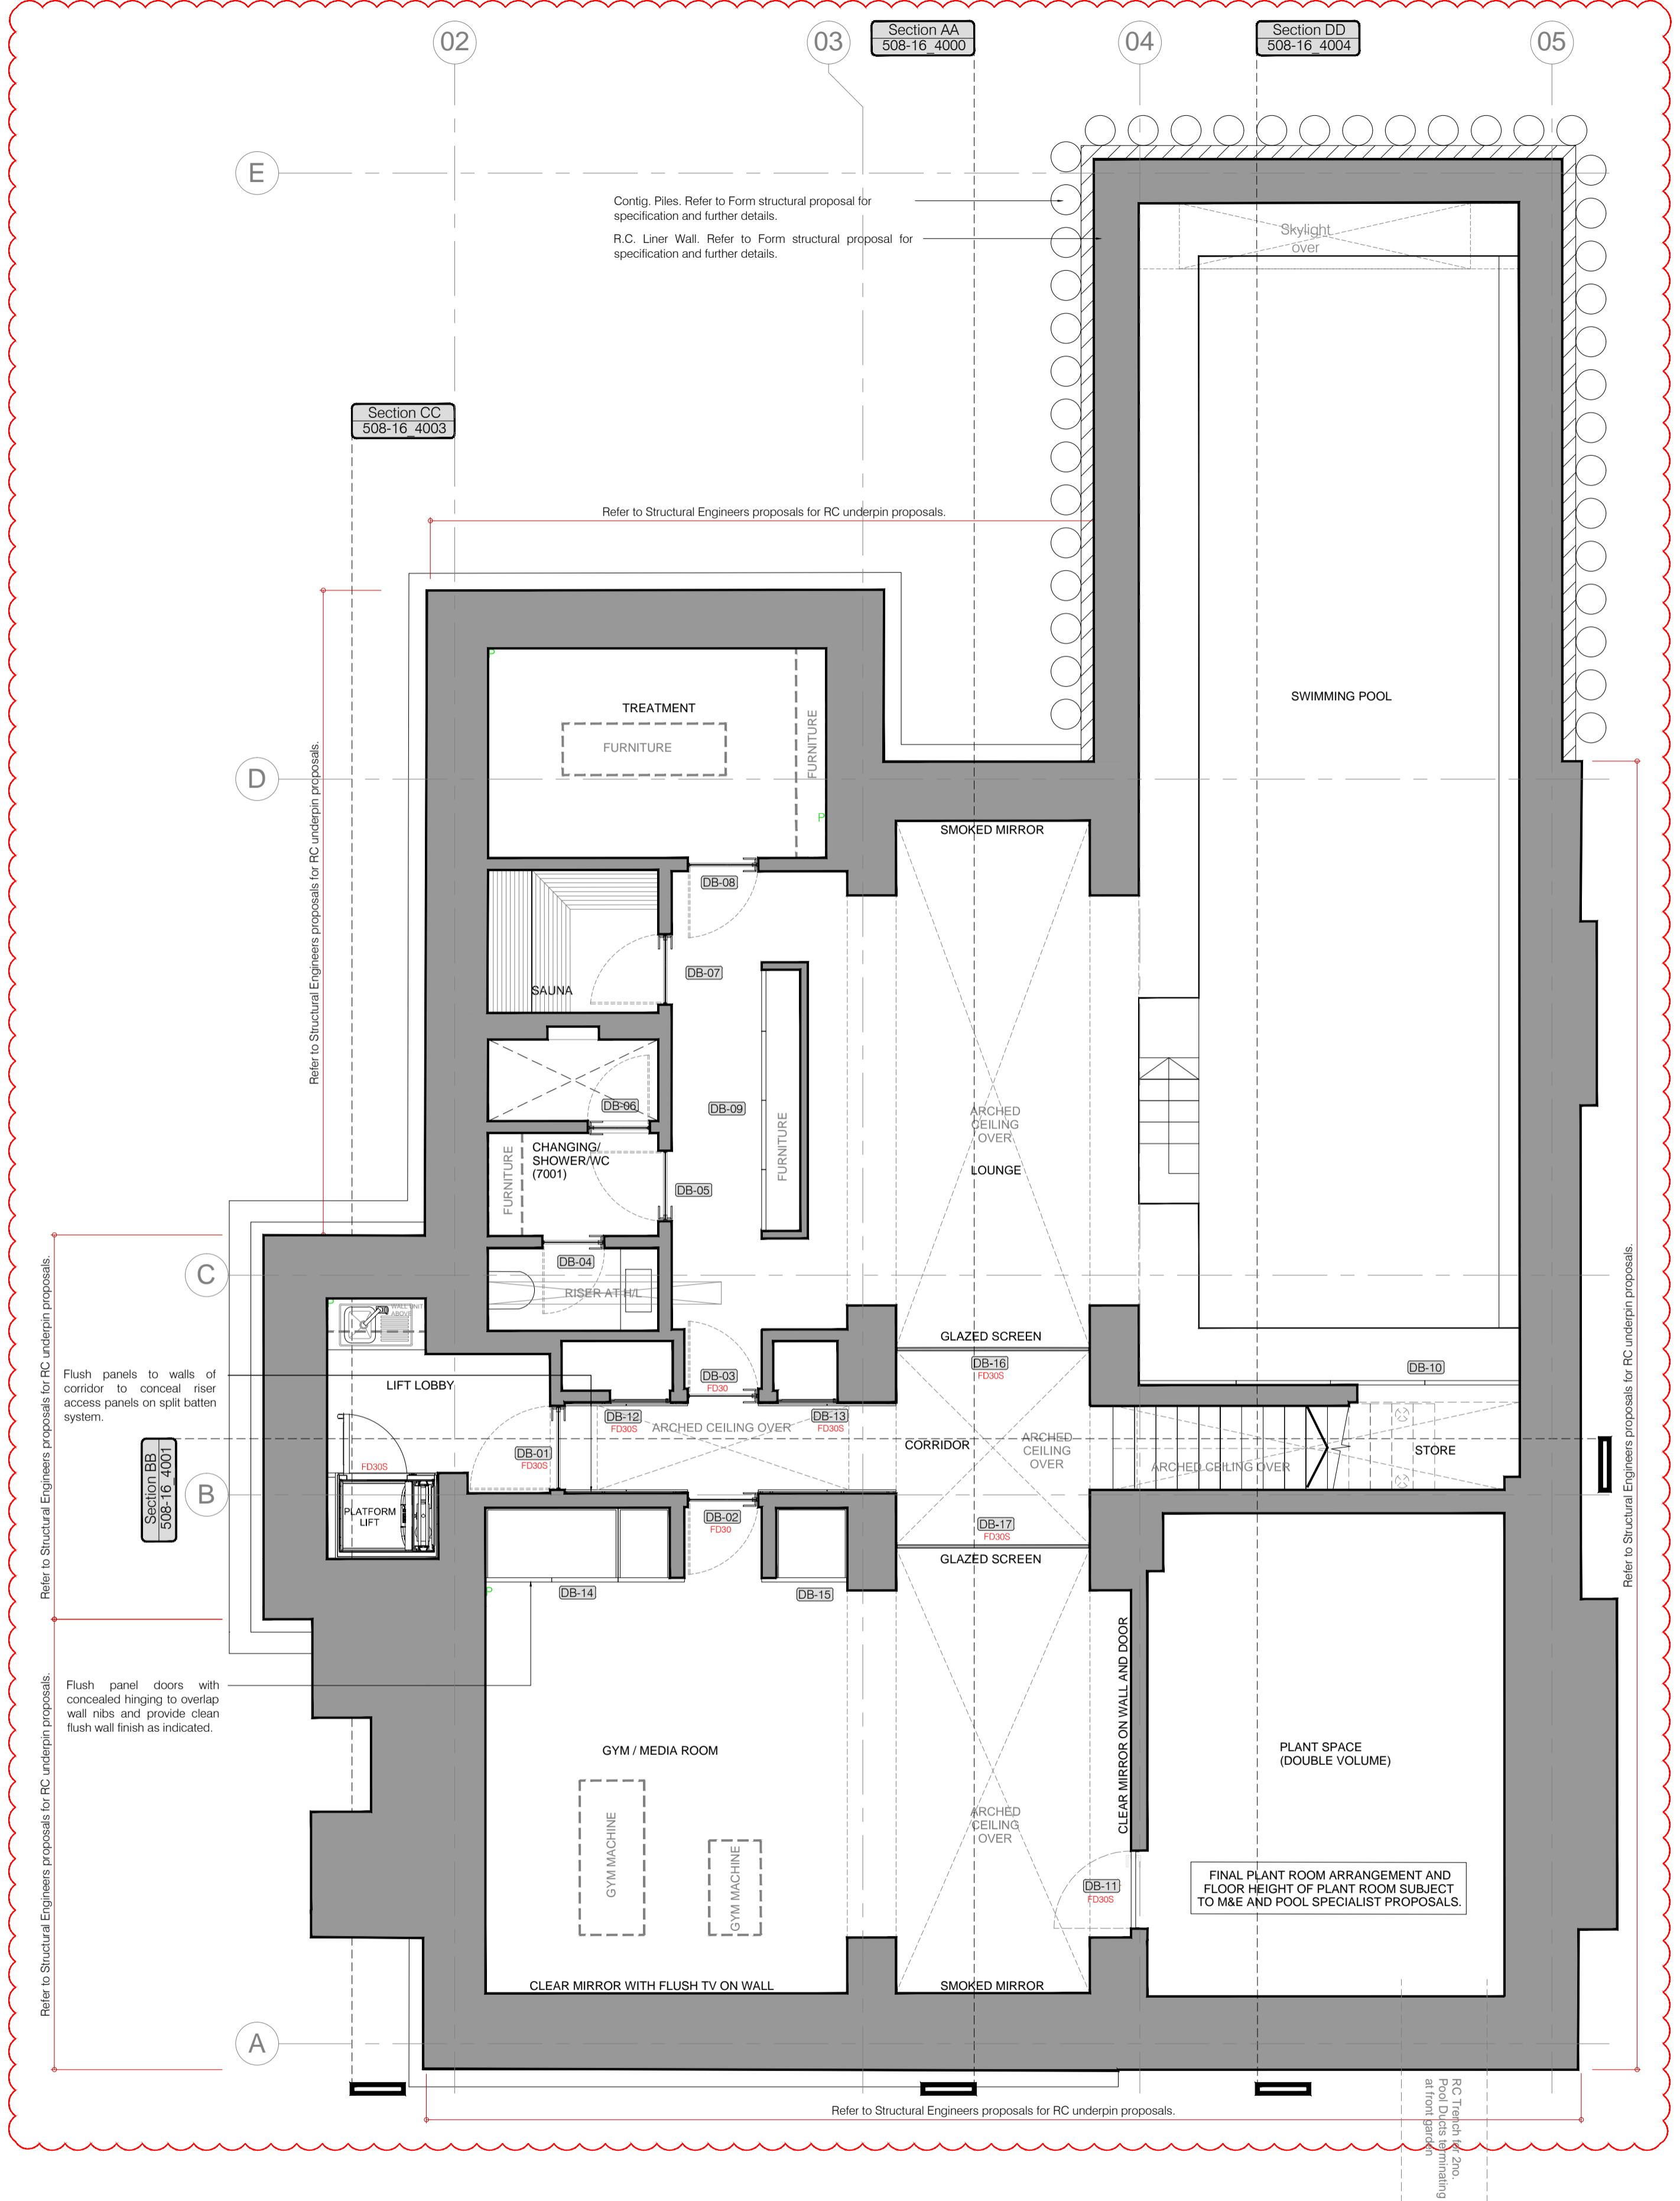 02
03
Section AA
508-16_4000
04
Section DD
508-16_4004
05
E
Contig. Piles. Refer to Form structural proposal for
specification and further details.
R.C. Liner Wall. Refer to Form structural proposal for
specification and further details.
Skylight
over
Section CC
508-16_4003
Refer to Structural Engineers proposals for RC underpin proposals.
P
TREATMENT
FURNITURE
FURNITURE
P
SWIMMING POOL
D
Refer to Structural Engineers proposals for RC underpin proposals.
SMOKED MIRROR
DB-08
DB-07
SAUNA
DB-06
DB-09
FURNITURE
ARCHED
CEILING
OVER
LOUNGE
FURNITURE
CHANGING/
SHOWER/WC
(7001)
DB-05
DB-04
RISER AT H/L
C
P
WALL UNIT
ABOVE
Refer to Structural Engineers proposals for RC underpin proposals.
Refer to Structural Engineers proposals for RC underpin proposals.
GLAZED SCREEN
DB-16
FD30S
DB-10
Flush panels to walls of
corridor to conceal riser
access panels on split batten
system.
LIFT LOBBY
DB-03
FD30
DB-12
FD30S
ARCHED CEILING OVER
DB-13
FD30S
CORRIDOR
ARCHED
CEILING
OVER
ARCHED CEILING OVER
STORE
DB-01
FD30S
FD30S
Section BB
508-16_4001
B
PLATFORM
LIFT
DB-02
FD30
DB-17
FD30S
GLAZED SCREEN
P
DB-14
DB-15
CLEAR MIRROR ON WALL AND DOOR
Flush panel doors with
concealed hinging to overlap
wall nibs and provide clean
flush wall finish as indicated.
Refer to Structural Engineers proposals for RC underpin proposals.
GYM / MEDIA ROOM
PLANT SPACE
(DOUBLE VOLUME)
GYM MACHINE
GYM MACHINE
ARCHED
CEILING
OVER
DB-11
FD30S
FINAL PLANT ROOM ARRANGEMENT AND
FLOOR HEIGHT OF PLANT ROOM SUBJECT
TO M&E AND POOL SPECIALIST PROPOSALS.
CLEAR MIRROR WITH FLUSH TV ON WALL
SMOKED MIRROR
A
Refer to Structural Engineers proposals for RC underpin proposals.
RC Trench for 2no.
Pool Ducts terminating
at front garden